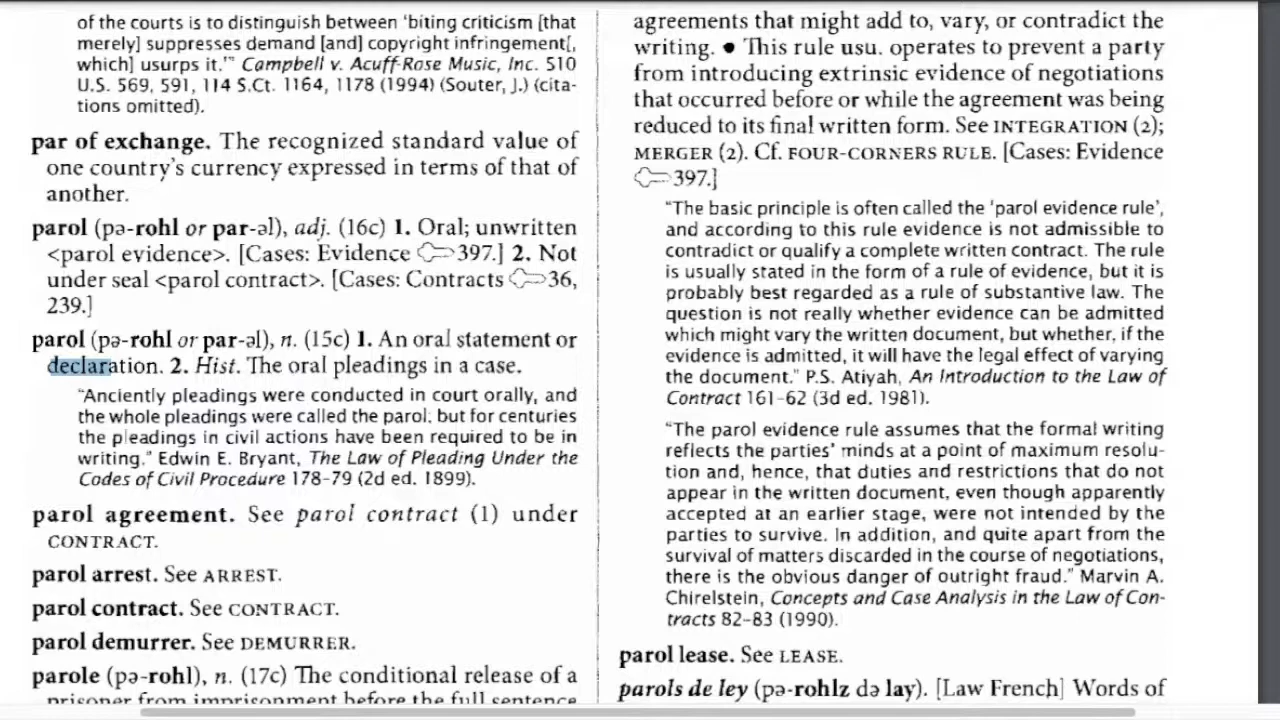 of the courts is to distinguish between 'biting criticism [that
merely] suppresses demand [and] copyright infringement[,
which] usurps it.'" Campbell v. Acuff-Rose Music, Inc. 510
U.S. 569, 591, 114 S.Ct. 1164, 1178 (1994) (Souter, J.) (cita-
tions omitted).
par of exchange. The recognized standard value of
one country's currency expressed in terms of that of
another.
parol (pə-rohl or par-əl), adj. (16c) 1. Oral; unwritten
<parol evidence>. [Cases: Evidence 397.] 2. Not
under seal <parol contract>. [Cases: Contracts 36,
239.]
parol (pə-rohl or par-əl), n. (15c) 1. An oral statement or
declaration. 2. Hist. The oral pleadings in a case.
"Anciently pleadings were conducted in court orally, and
the whole pleadings were called the parol; but for centuries
the pleadings in civil actions have been required to be in
writing." Edwin E. Bryant, The Law of Pleading Under the
Codes of Civil Procedure 178-79 (2d ed. 1899).
parol agreement. See parol contract (1) under
CONTRACT.
parol arrest. See ARREST.
parol contract. See CONTRACT.
parol demurrer. See DEMURRER.
parole (pə-rohl), n. (17c) The conditional release of a
prisoner from imprisonment before the full sentence
agreements that might add to, vary, or contradict the
writing. ● This rule usu. operates to prevent a party
from introducing extrinsic evidence of negotiations
that occurred before or while the agreement was being
reduced to its final written form. See INTEGRATION (2);
MERGER (2). Cf. FOUR-CORNERS RULE. [Cases: Evidence
397.]
"The basic principle is often called the 'parol evidence rule',
and according to this rule evidence is not admissible to
contradict or qualify a complete written contract. The rule
is usually stated in the form of a rule of evidence, but it is
probably best regarded as a rule of substantive law. The
question is not really whether evidence can be admitted
which might vary the written document, but whether, if the
evidence is admitted, it will have the legal effect of varying
the document." P.S. Atiyah, An Introduction to the Law of
Contract 161-62 (3d ed. 1981).
"The parol evidence rule assumes that the formal writing
reflects the parties' minds at a point of maximum resolu-
tion and, hence, that duties and restrictions that do not
appear in the written document, even though apparently
accepted at an earlier stage, were not intended by the
parties to survive. In addition, and quite apart from the
survival of matters discarded in the course of negotiations,
there is the obvious danger of outright fraud." Marvin A.
Chirelstein, Concepts and Case Analysis in the Law of Con-
tracts 82-83 (1990).
parol lease. See LEASE.
parols de ley (pə-rohlz də lay). [Law French] Words of